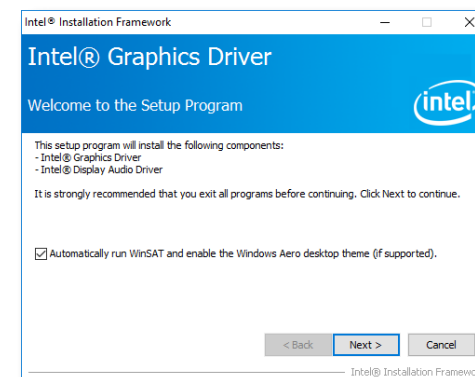 Intel® Installation Framework
Intel® Graphics Driver
Welcome to the Setup Program
intel
This setup program will install the following components:
- Intel® Graphics Driver
- Intel® Display Audio Driver
It is strongly recommended that you exit all programs before continuing. Click Next to continue.
Automatically run WinSAT and enable the Windows Aero desktop theme (if supported).
< Back Next > Cancel
Intel® Installation Framewo